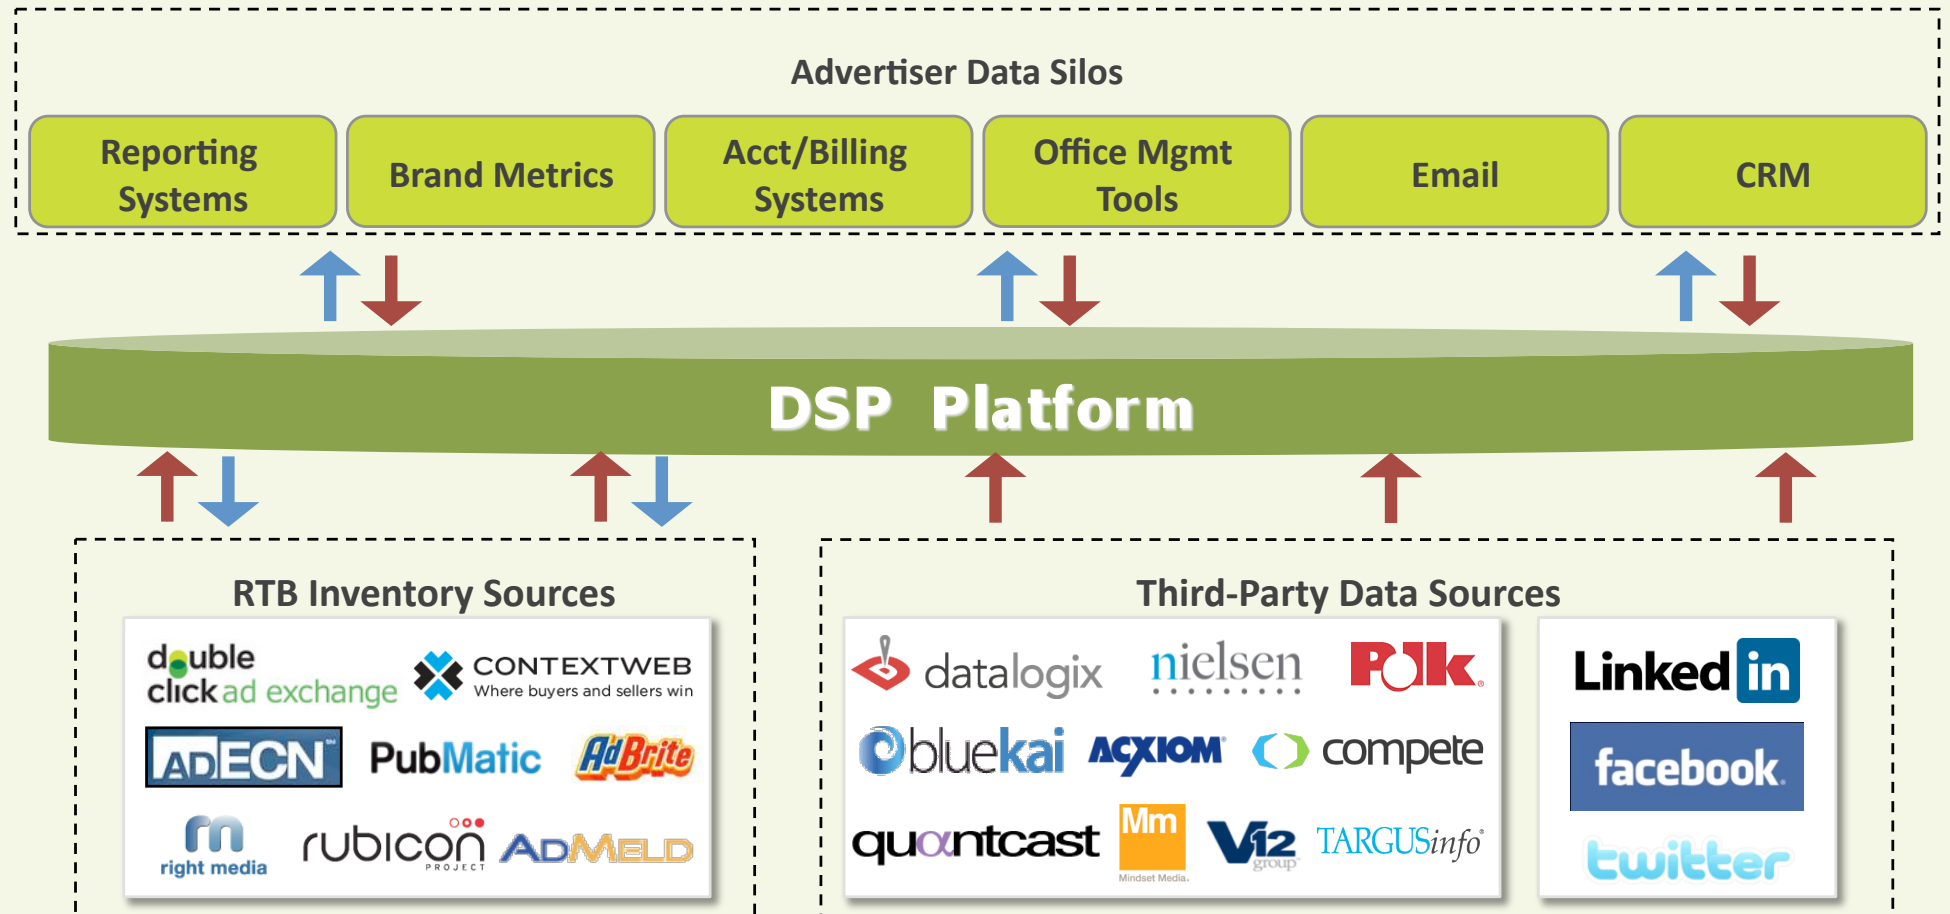 Advertiser Data Silos
Reporting
Systems
Brand Metrics
Acct/Billing
Systems
Office Mgmt
Tools
Email
CRM
DSP Platform
RTB Inventory Sources
double
click ad exchange
CONTEXTWEB
Where buyers and sellers win
ADECN℠
PubMatic
AdBrite
rm
right media
rubicon
PROJECT
ADMELD
Third-Party Data Sources
datalogix
nielsen
Polk®
bluekai
ACXIOM®
compete
quantcast
Mm
Mindset Media.
V12
group™
TARGUSinfo®
Linked in
facebook.
twitter